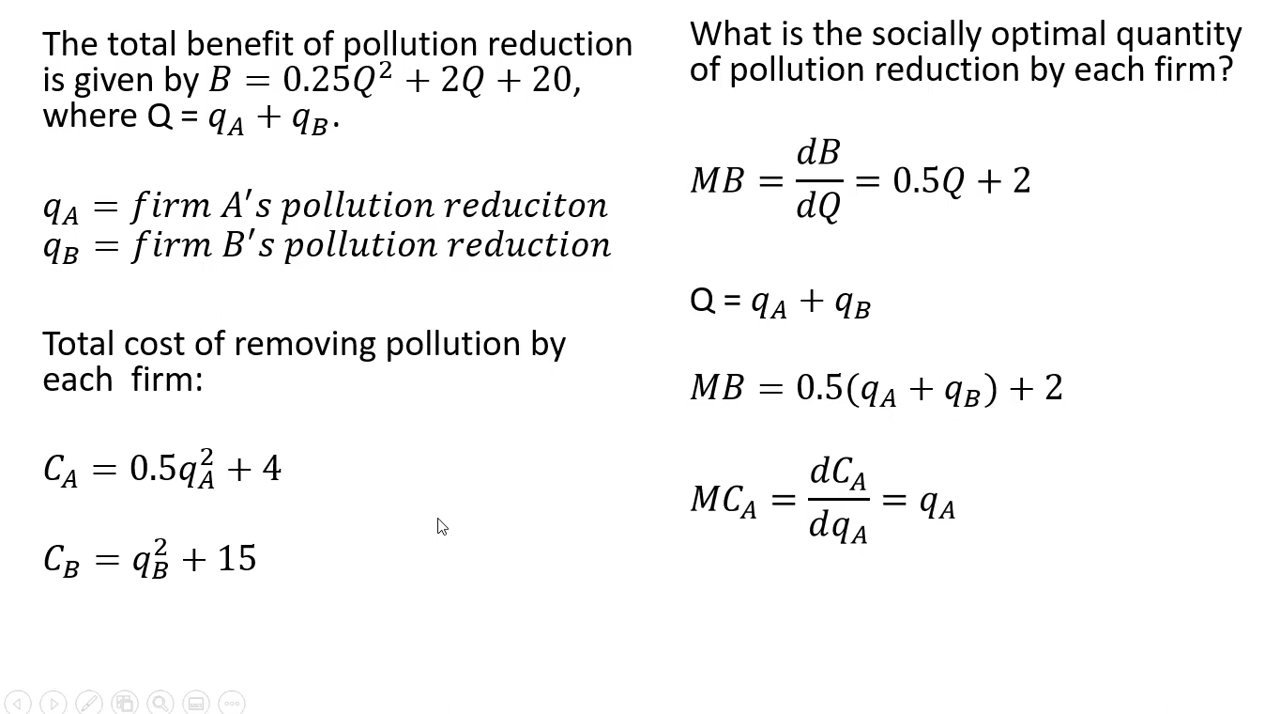 The total benefit of pollution reduction
is given by B = 0.25Q² + 2Q + 20,
where Q = q_A + q_B.
q_A = firm A's pollution reduciton
q_B = firm B's pollution reduction
Total cost of removing pollution by
each firm:
C_A = 0.5q_A² + 4
C_B = q_B² + 15
What is the socially optimal quantity
of pollution reduction by each firm?
MB = dB/dQ = 0.5Q + 2
Q = q_A + q_B
MB = 0.5(q_A + q_B) + 2
MC_A = dC_A/dq_A = q_A